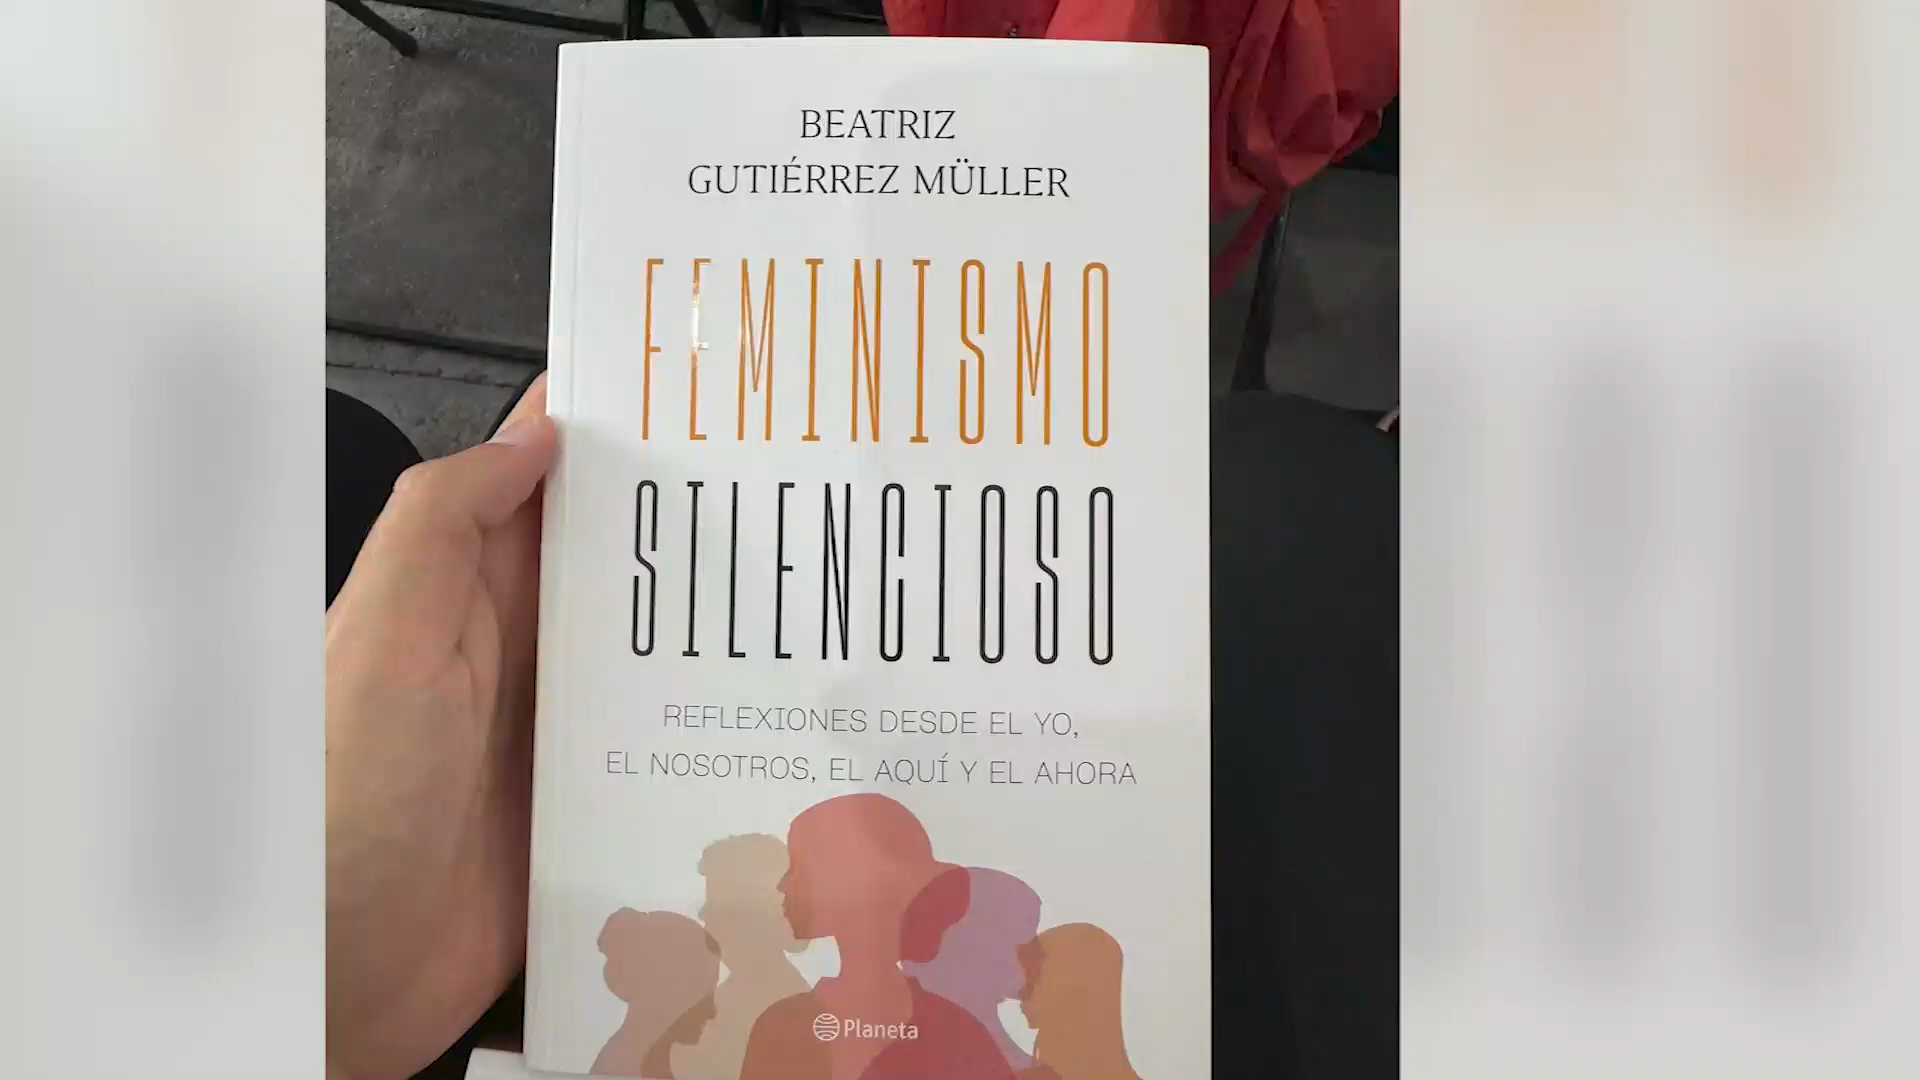 BEATRIZ
GUTIÉRREZ MÜLLER
FEMINISMO
SILENCIOSO
REFLEXIONES DESDE EL YO,
EL NOSOTROS, EL AQUÍ Y EL AHORA
Planeta